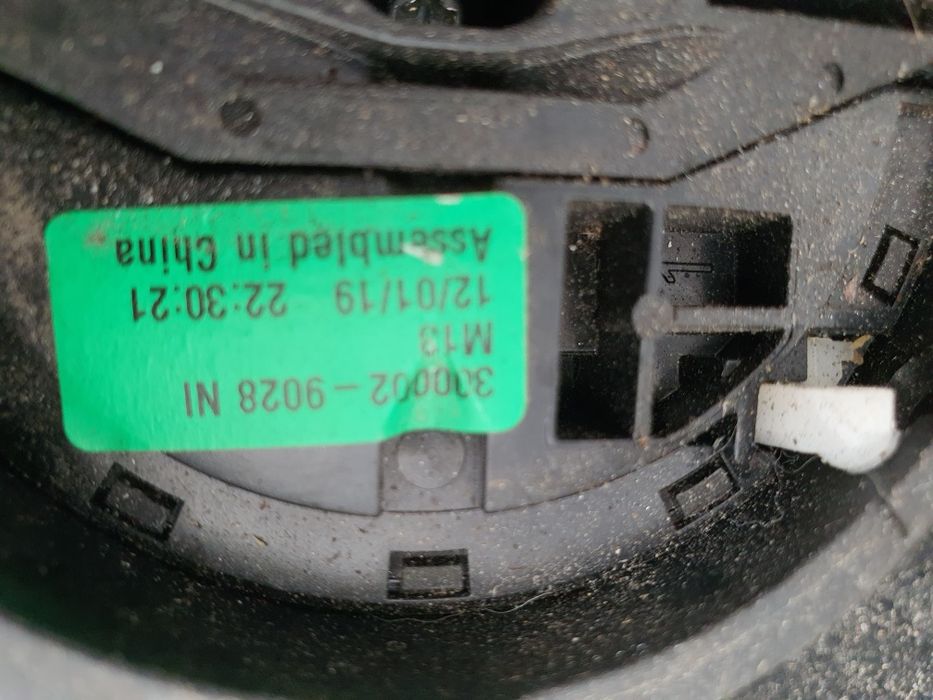 300002-9028 NI
M13
12/01/19 22:30:21
Assembled in China